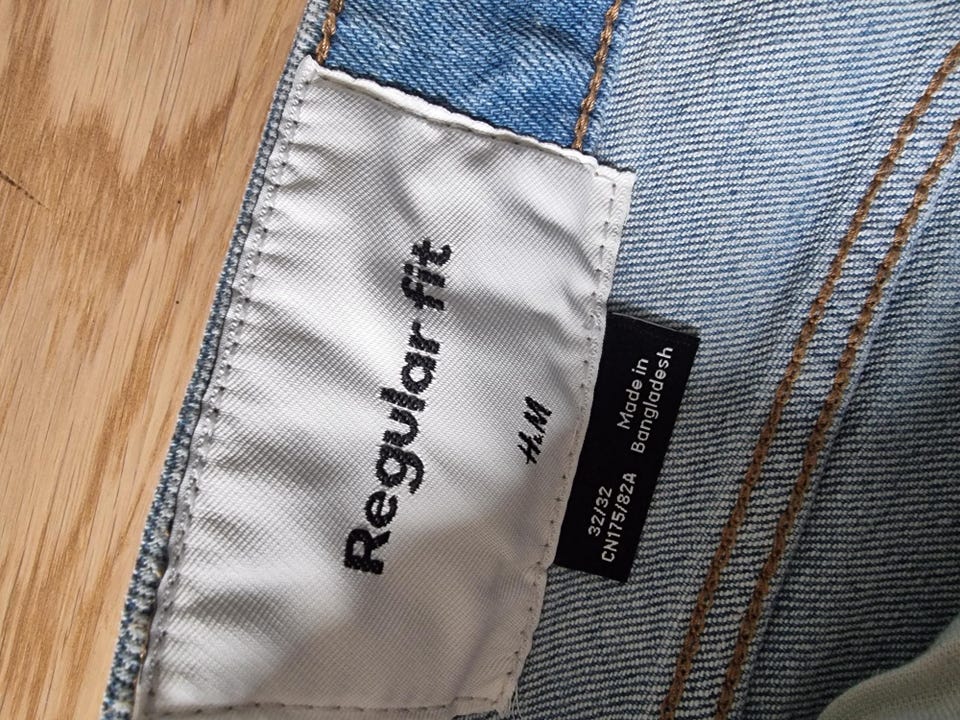 Regular fit
H&M
32/32
CN175/82A
Made in
Bangladesh